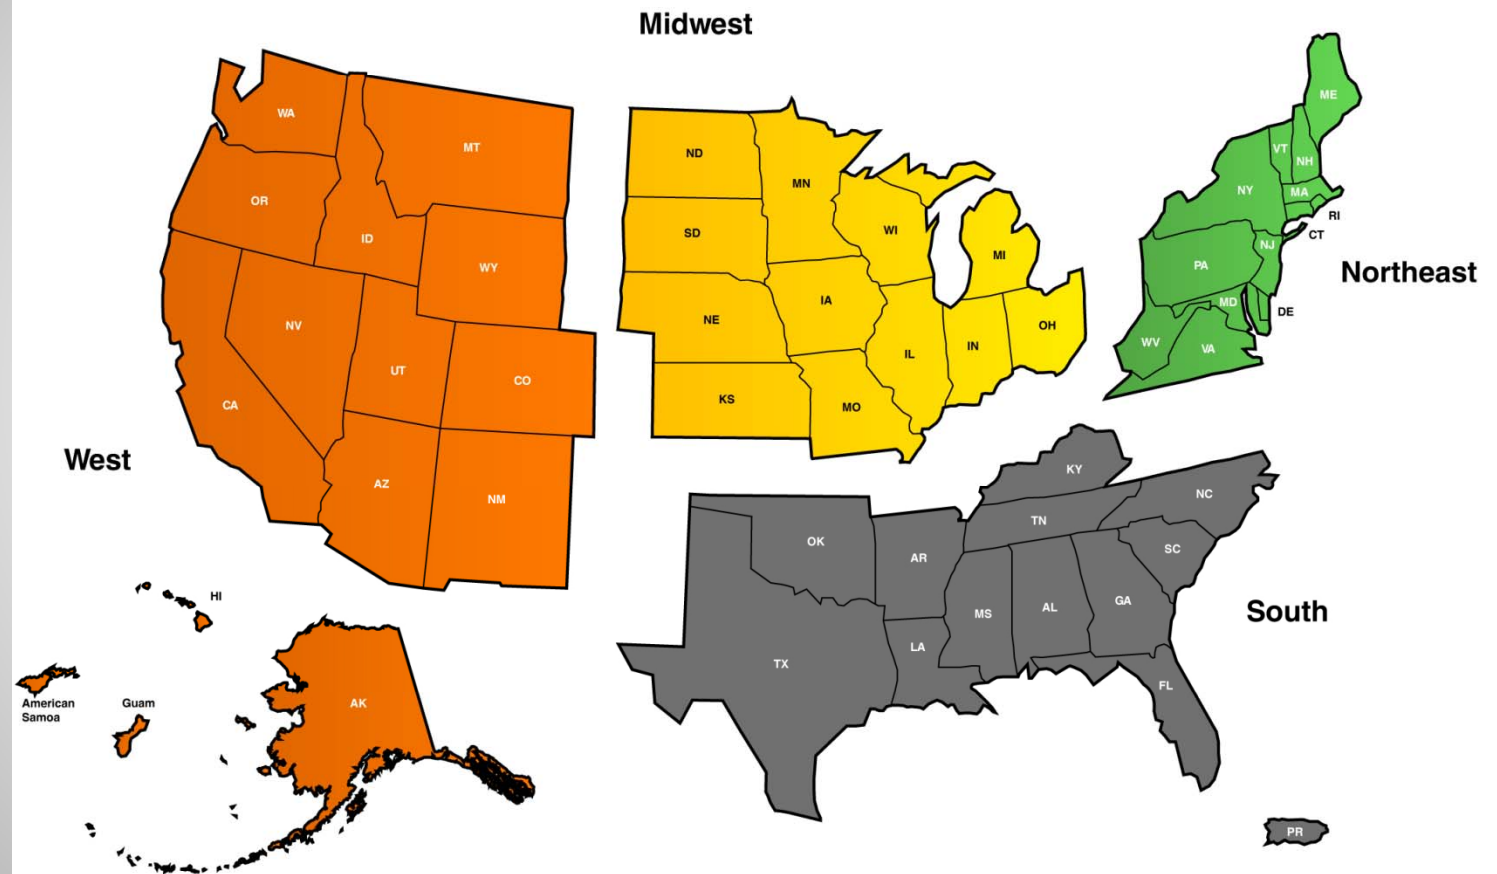 Midwest
Northeast
West
South
WA
MT
OR
ID
WY
NV
UT
CO
CA
AZ
NM
HI
AK
American
Samoa
Guam
ND
MN
SD
WI
MI
NE
IA
IL
IN
OH
KS
MO
ME
VT
NH
NY
MA
RI
CT
NJ
PA
MD
DE
WV
VA
KY
NC
TN
OK
AR
SC
MS
AL
GA
LA
TX
FL
PR